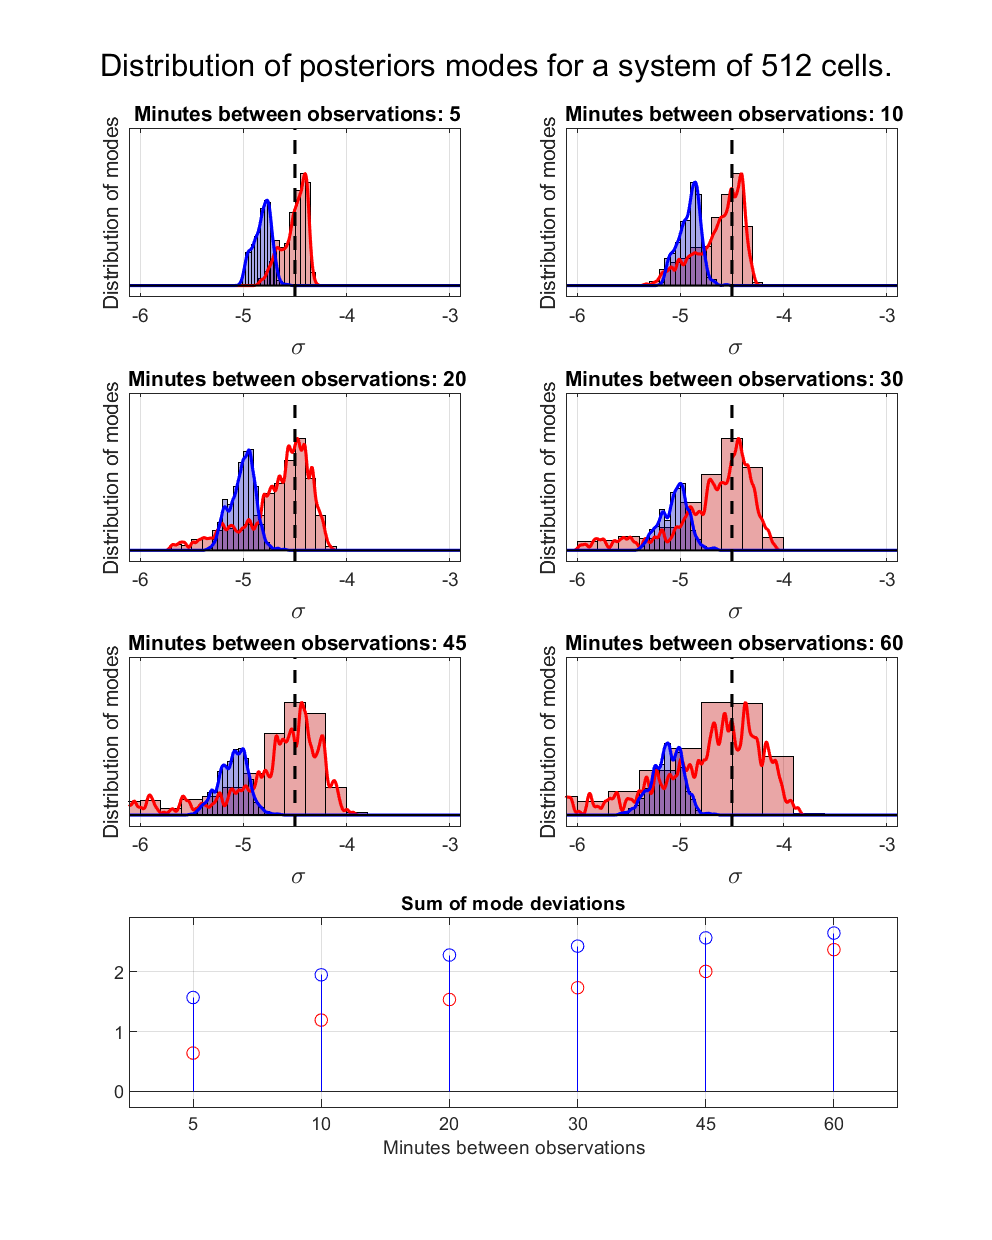 Distribution of posteriors modes for a system of 512 cells.
Minutes between observations: 5
Distribution of modes
-6 -5 -4 -3
σ
Minutes between observations: 10
Distribution of modes
-6 -5 -4 -3
σ
Minutes between observations: 20
Distribution of modes
-6 -5 -4 -3
σ
Minutes between observations: 30
Distribution of modes
-6 -5 -4 -3
σ
Minutes between observations: 45
Distribution of modes
-6 -5 -4 -3
σ
Minutes between observations: 60
Distribution of modes
-6 -5 -4 -3
σ
Sum of mode deviations
2
1
0
5 10 20 30 45 60
Minutes between observations